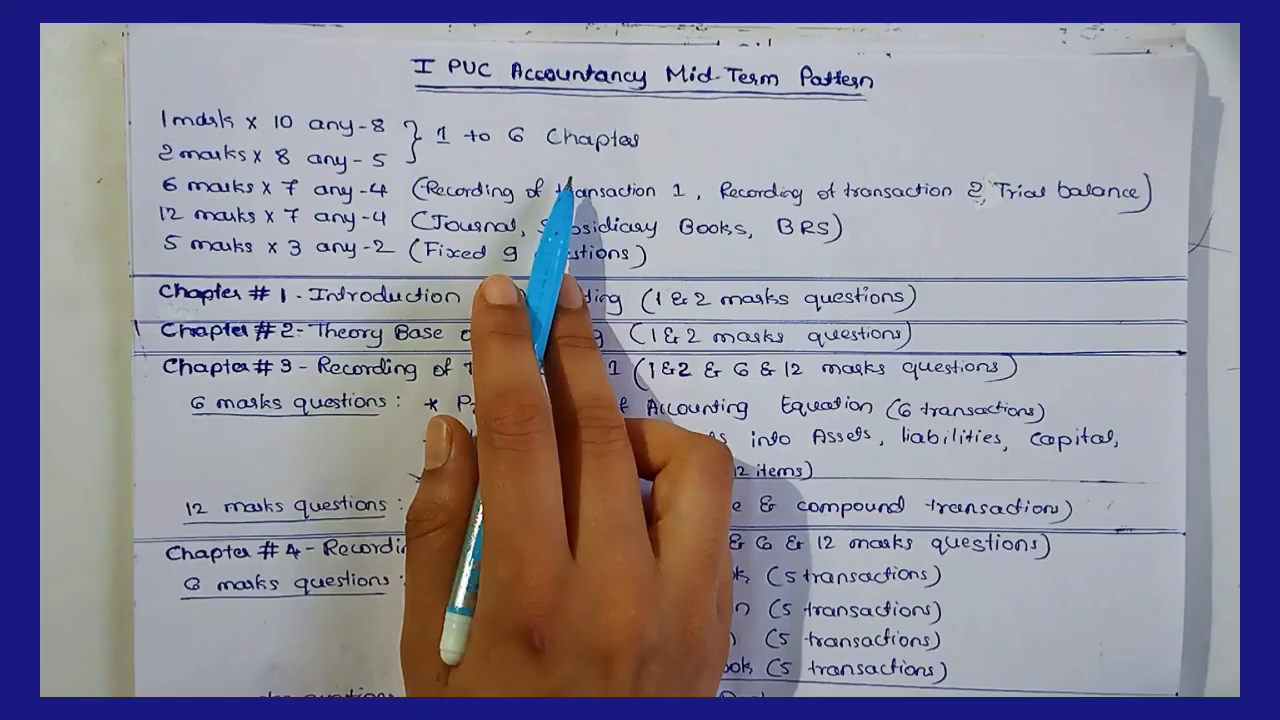 I PUC Accountancy Mid-Term Pattern
1 mark x 10 any-8 } 1 to 6 Chapter
2 marks x 8 any-5
6 marks x 7 any-4 (Recording of transaction 1, Recording of transaction 2, Trial balance)
12 marks x 7 any-4 (Journal, Subsidiary Books, BRS)
5 marks x 3 any-2 (Fixed 9 questions)
Chapter #1 - Introduction (1 & 2 marks questions)
Chapter #2 - Theory Base (1 & 2 marks questions)
Chapter #3 - Recording of 1 (1&2 & 6 & 12 marks questions)
6 marks questions : * of Accounting Equation (6 transactions)
into Assets, liabilities, capital,
12 items)
12 marks questions : & compound transactions)
Chapter #4 - & 6 & 12 marks questions)
6 marks questions : (5 transactions)
(5 transactions)
(5 transactions)
(5 transactions)